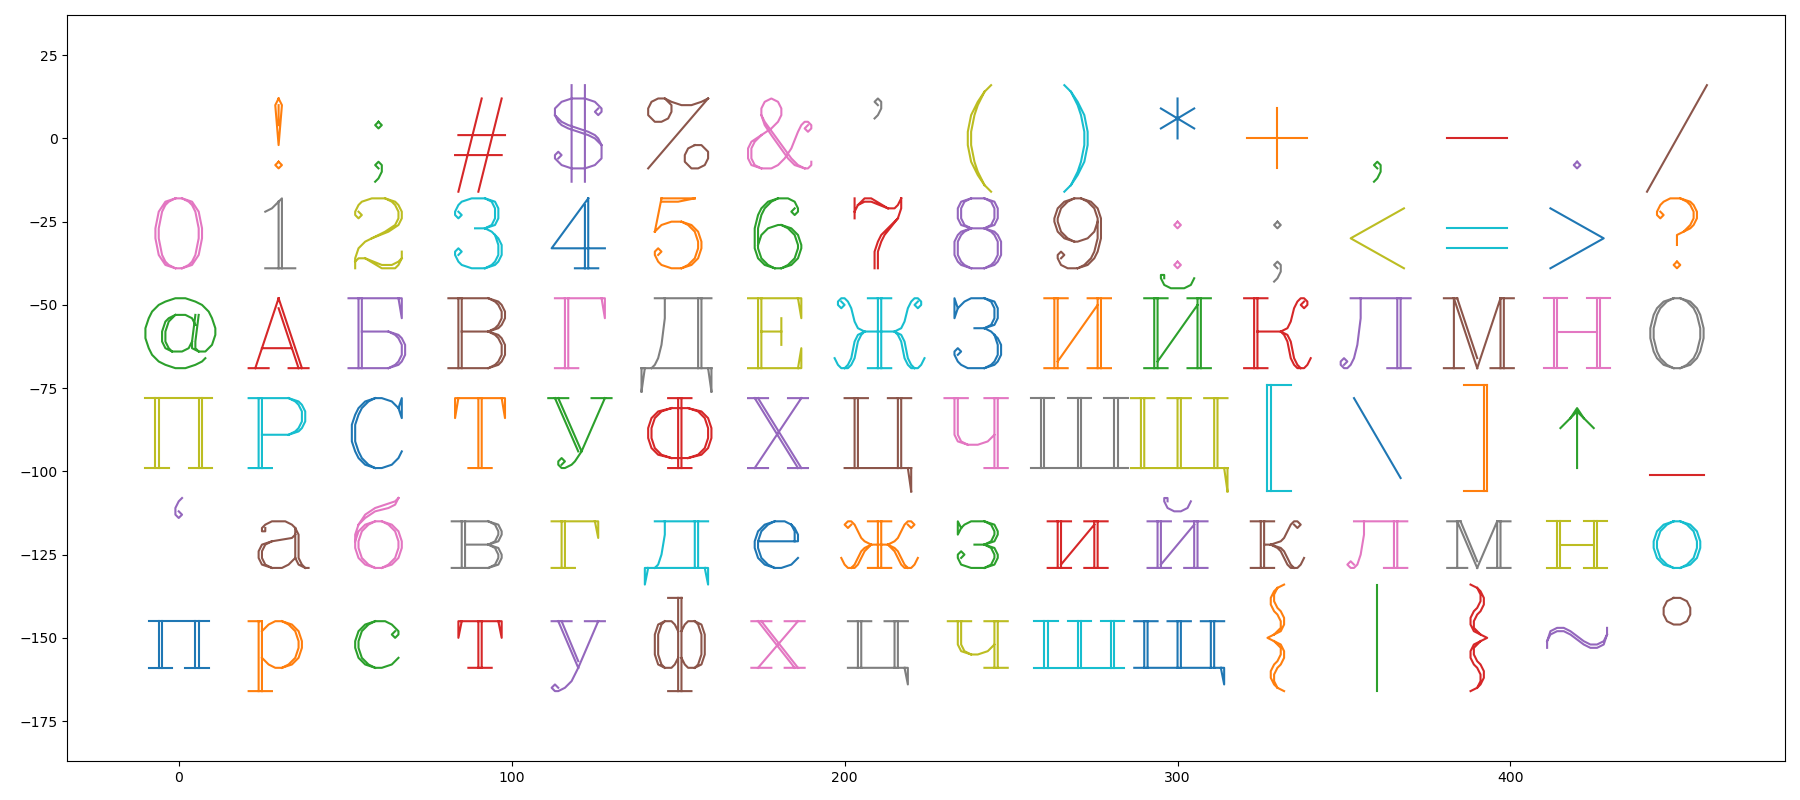 25
! ; # $ % & ’ ( ) * + , — . /
0
0 1 2 3 4 5 6 7 8 9 : ; < = > ?
−25
@ А Б В Г Д Е Ж З И Й К Л М Н О
−50
−75
П Р С Т У Ф Х Ц Ч Ш Щ [ \ ] ↑ _
−100
‘ а б в г д е ж з и й к л м н о
−125
п р с т у ф х ц ч ш щ { | } ~ °
−150
−175
0 100 200 300 400